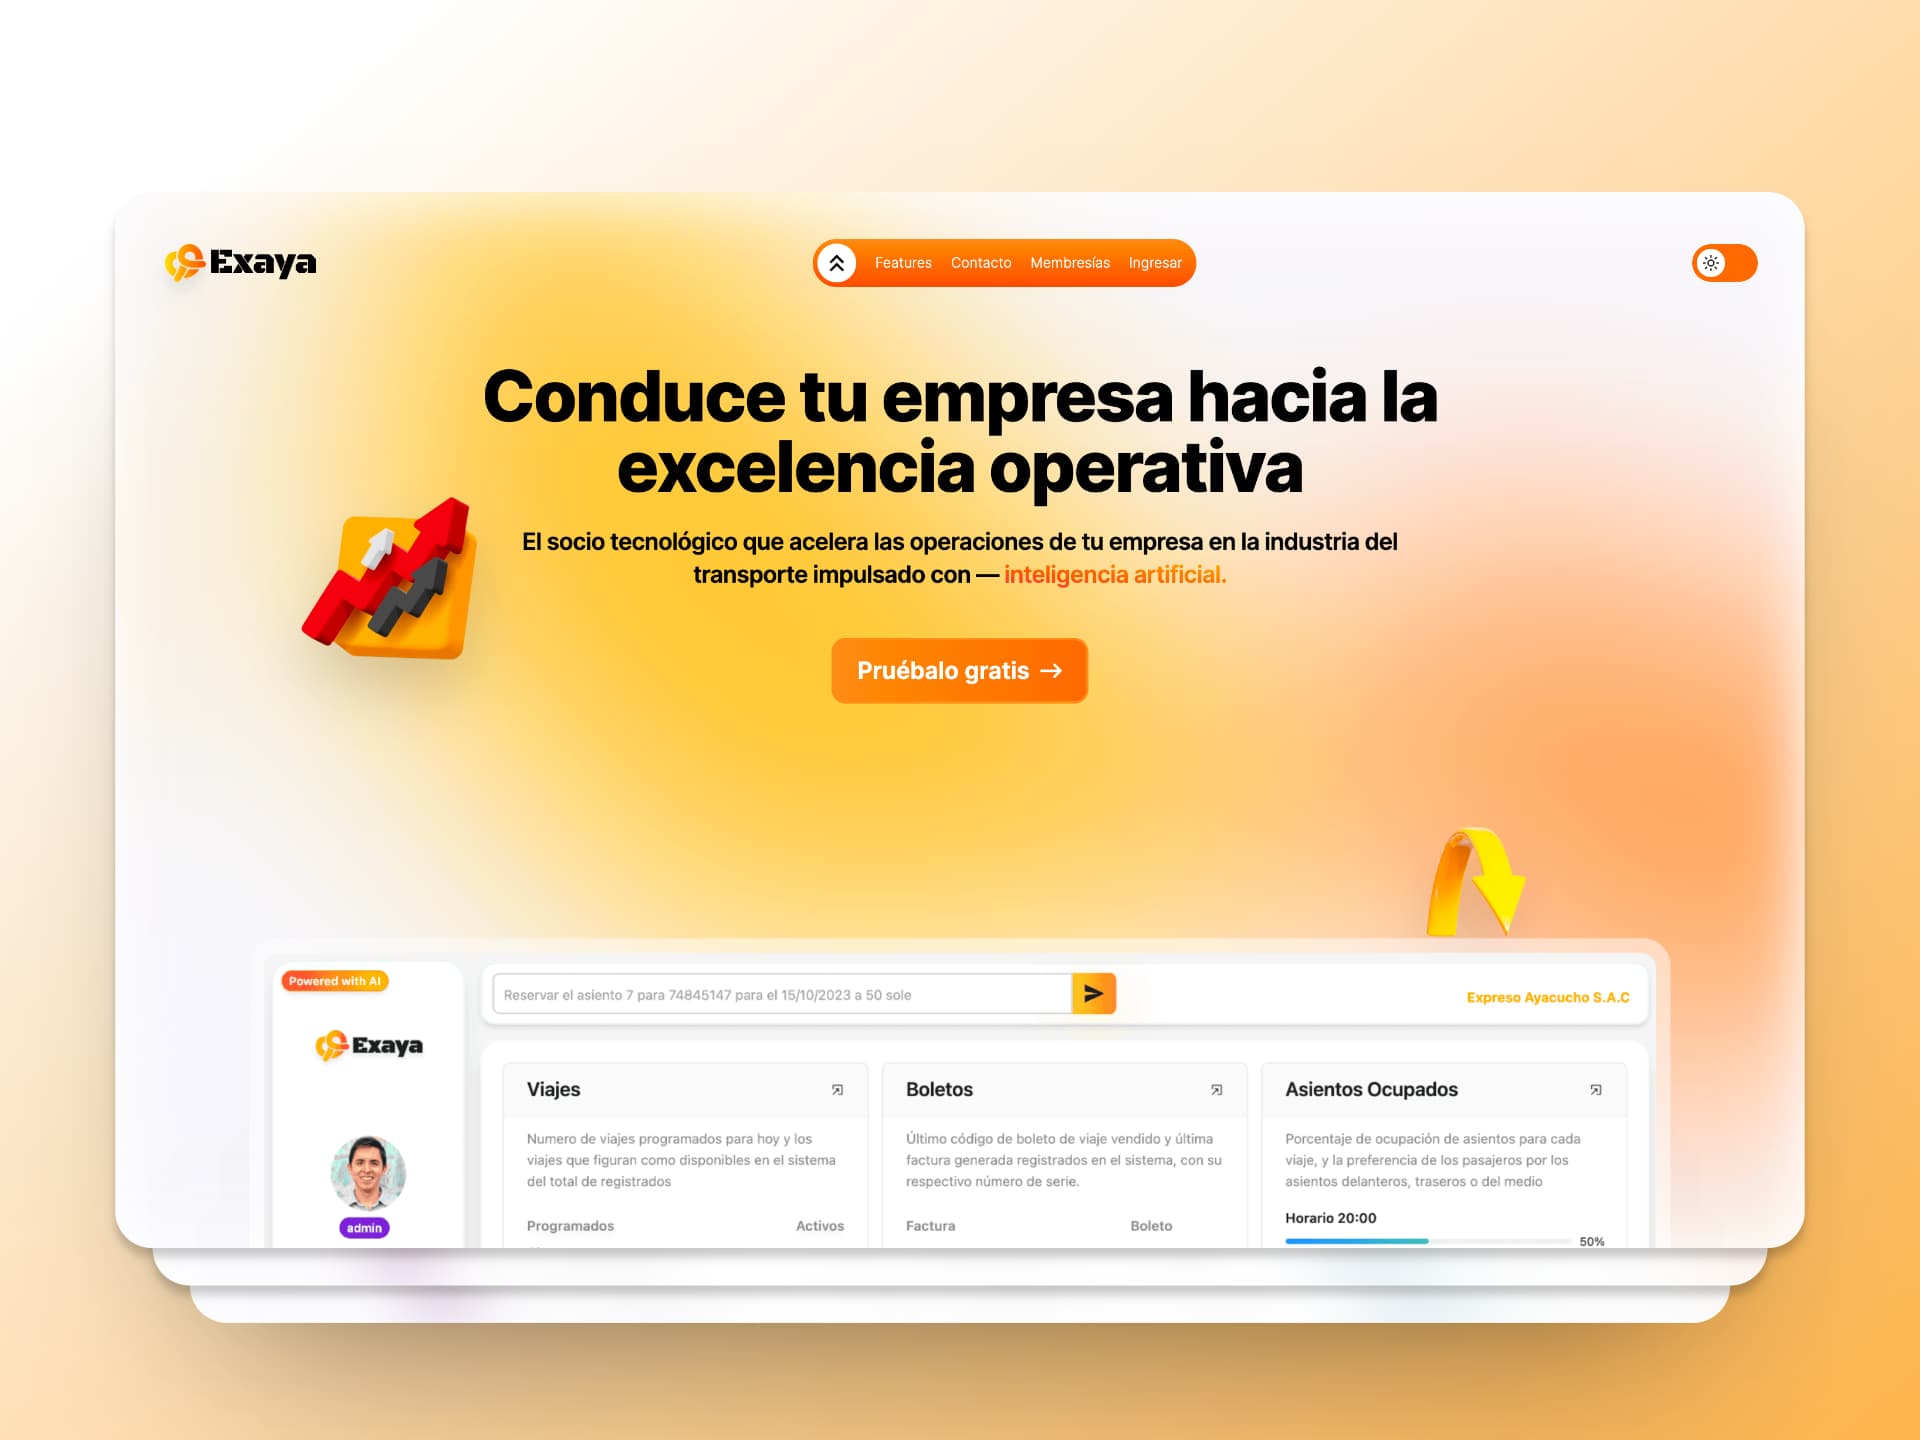 Exaya
Features Contacto Membresías Ingresar
Conduce tu empresa hacia la
excelencia operativa
El socio tecnológico que acelera las operaciones de tu empresa en la industria del
transporte impulsado con — inteligencia artificial.
Pruébalo gratis →
Powered with AI
Exaya
admin
Reservar el asiento 7 para 74845147 para el 15/10/2023 a 50 sole
Expreso Ayacucho S.A.C
Viajes
Numero de viajes programados para hoy y los
viajes que figuran como disponibles en el sistema
del total de registrados
Programados Activos
Boletos
Último código de boleto de viaje vendido y última
factura generada registrados en el sistema, con su
respectivo número de serie.
Factura Boleto
Asientos Ocupados
Porcentaje de ocupación de asientos para cada
viaje, y la preferencia de los pasajeros por los
asientos delanteros, traseros o del medio
Horario 20:00
50%